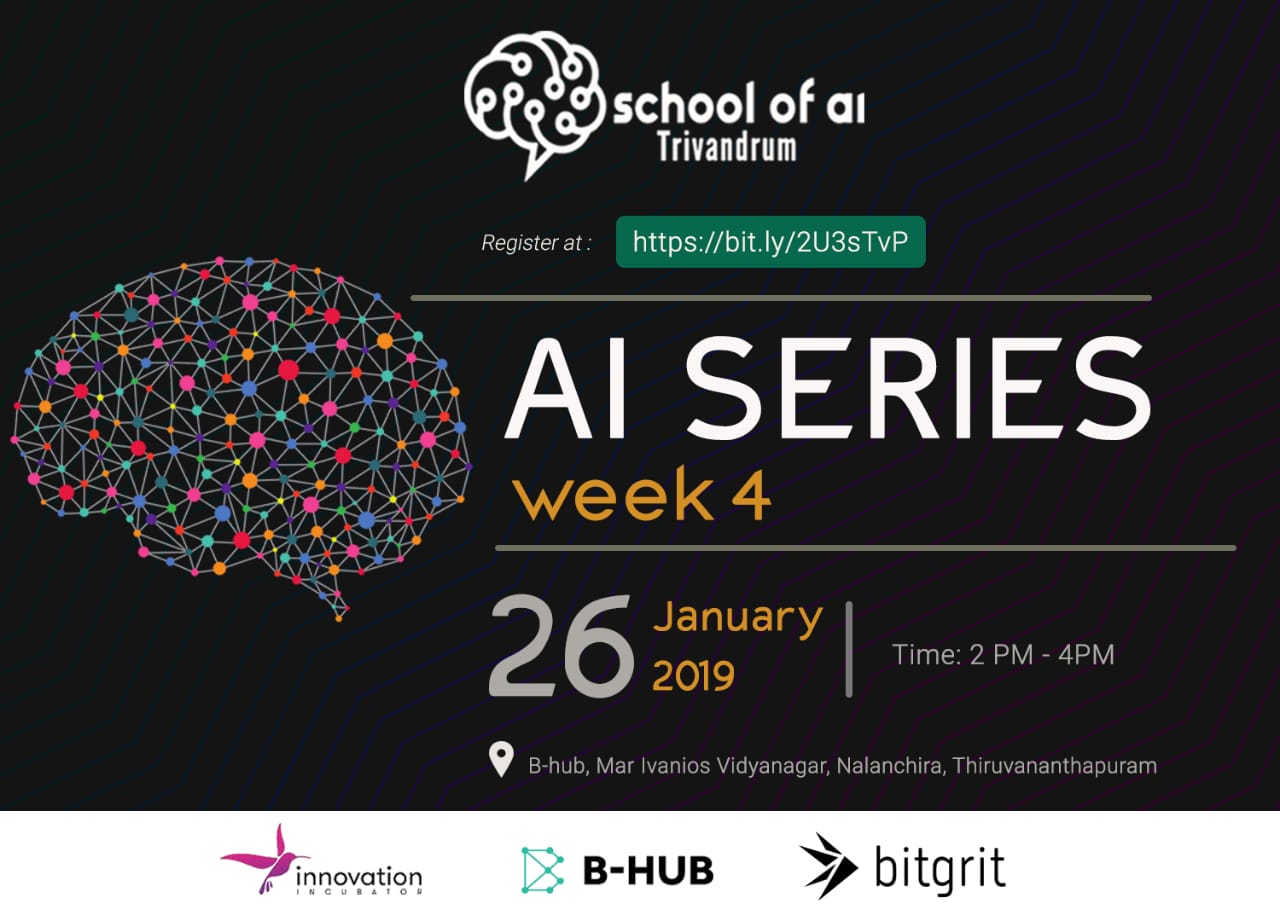 school of ai
Trivandrum
Register at :
https://bit.ly/2U3sTvP
AI SERIES
week 4
26
January
2019
Time: 2 PM - 4PM
B-hub, Mar Ivanios Vidyanagar, Nalanchira, Thiruvananthapuram
innovation
INCUBATOR
B-HUB
bitgrit